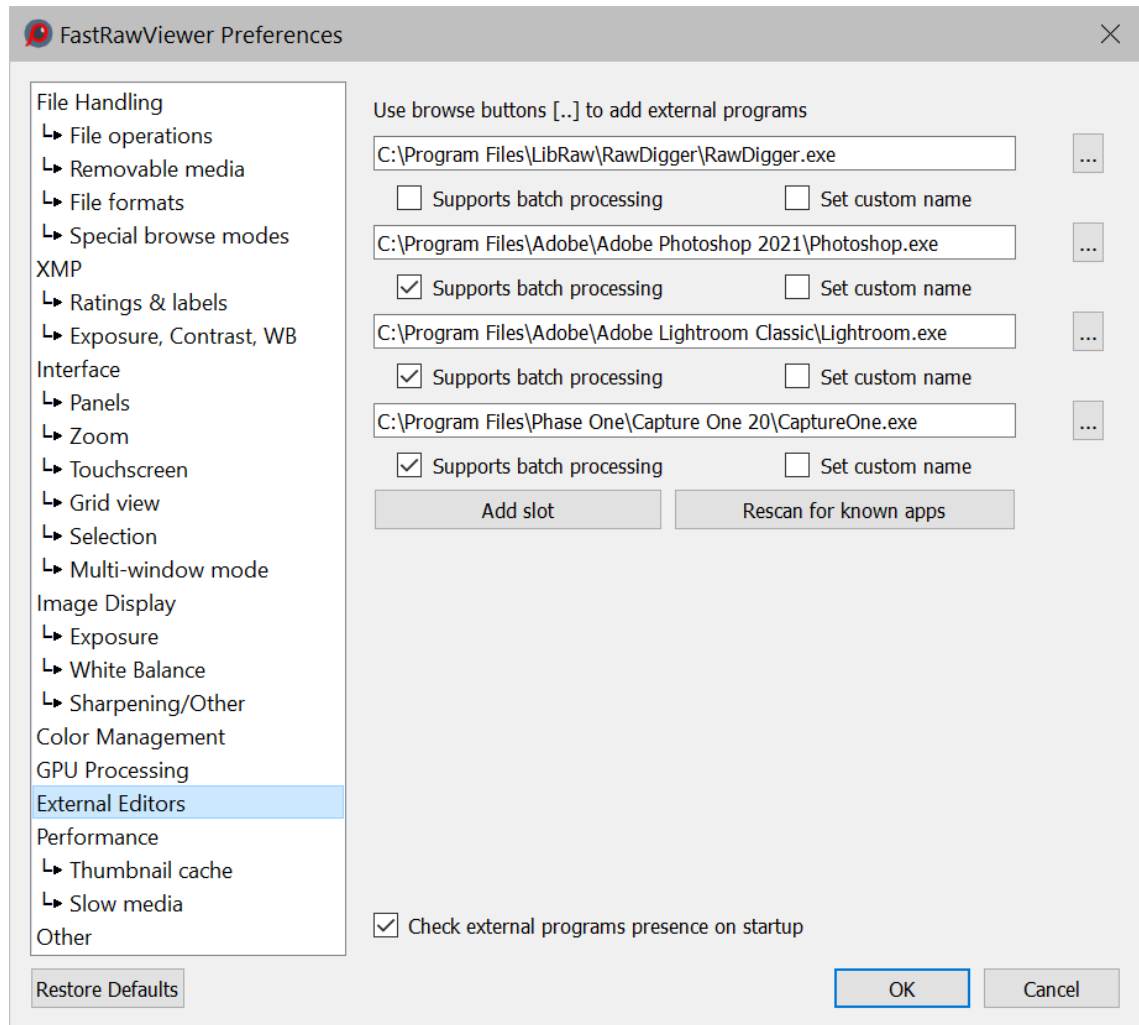 FastRawViewer Preferences
File Handling
File operations
Removable media
File formats
Special browse modes
XMP
Ratings & labels
Exposure, Contrast, WB
Interface
Panels
Zoom
Touchscreen
Grid view
Selection
Multi-window mode
Image Display
Exposure
White Balance
Sharpening/Other
Color Management
GPU Processing
External Editors
Performance
Thumbnail cache
Slow media
Other
Use browse buttons [..] to add external programs
C:\Program Files\LibRaw\RawDigger\RawDigger.exe
...
Supports batch processing
Set custom name
C:\Program Files\Adobe\Adobe Photoshop 2021\Photoshop.exe
...
Supports batch processing
Set custom name
C:\Program Files\Adobe\Adobe Lightroom Classic\Lightroom.exe
...
Supports batch processing
Set custom name
C:\Program Files\Phase One\Capture One 20\CaptureOne.exe
...
Supports batch processing
Set custom name
Add slot
Rescan for known apps
Check external programs presence on startup
Restore Defaults
OK
Cancel